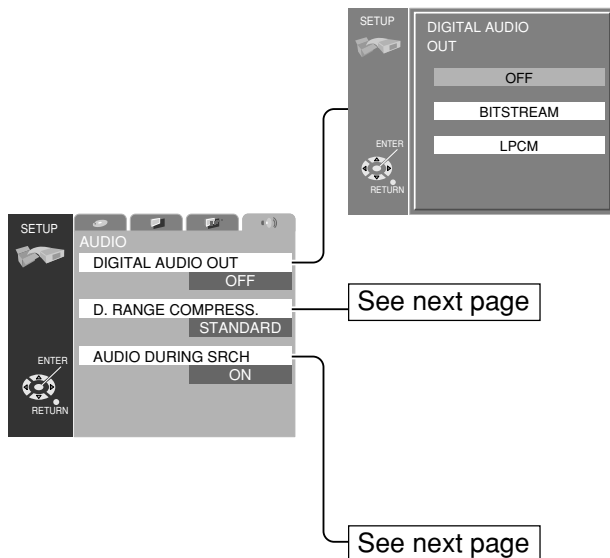 SETUP
DIGITAL AUDIO
OUT
OFF
BITSTREAM
LPCM
ENTER
RETURN
SETUP
AUDIO
DIGITAL AUDIO OUT
OFF
D. RANGE COMPRESS.
STANDARD
AUDIO DURING SRCH
ON
ENTER
RETURN
See next page
See next page